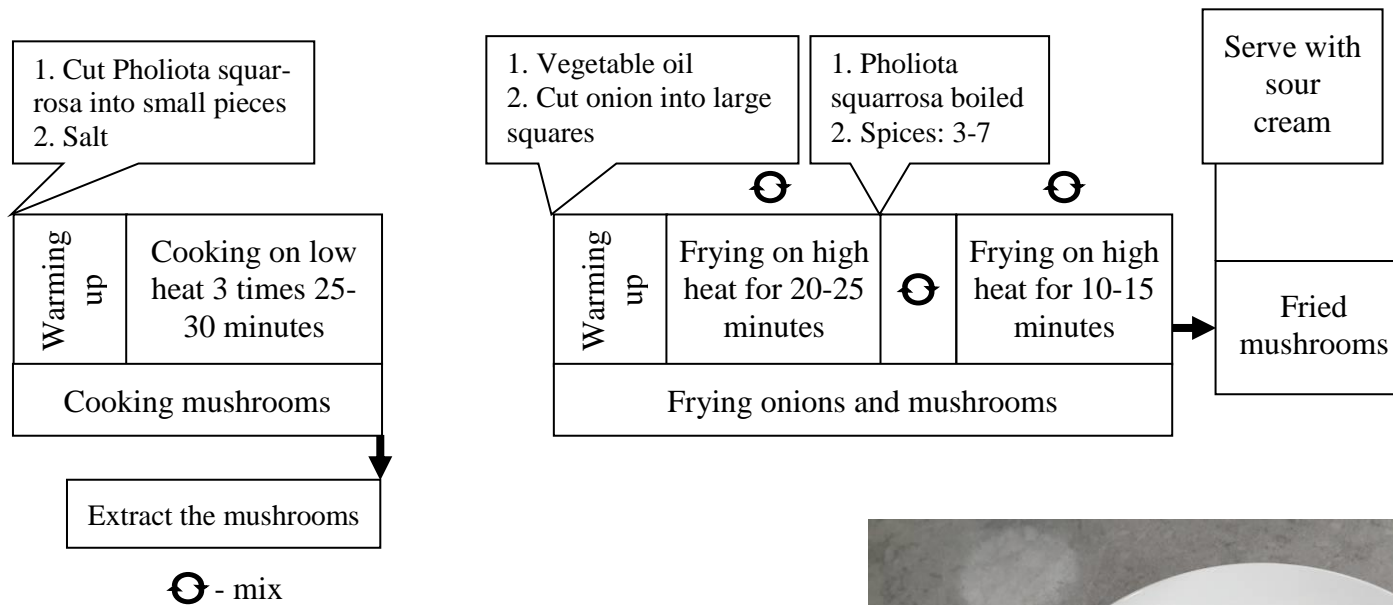 1. Cut Pholiota squar-
rosa into small pieces
2. Salt
Warming
up
Cooking on low
heat 3 times 25-
30 minutes
Cooking mushrooms
Extract the mushrooms
- mix
1. Vegetable oil
2. Cut onion into large
squares
1. Pholiota
squarrosa boiled
2. Spices: 3-7
Warming
up
Frying on high
heat for 20-25
minutes
Frying on high
heat for 10-15
minutes
Frying onions and mushrooms
Serve with
sour
cream
Fried
mushrooms